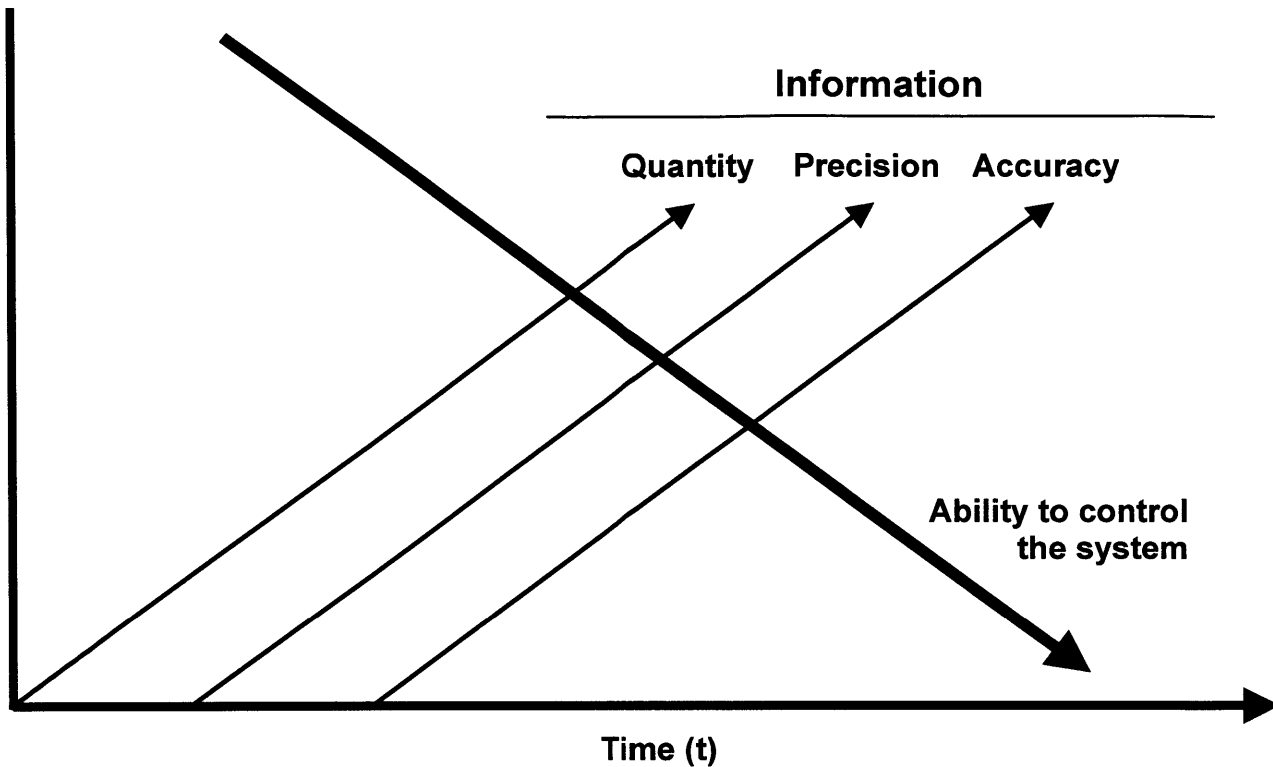 Information
Quantity Precision Accuracy
Ability to control
the system
Time (t)